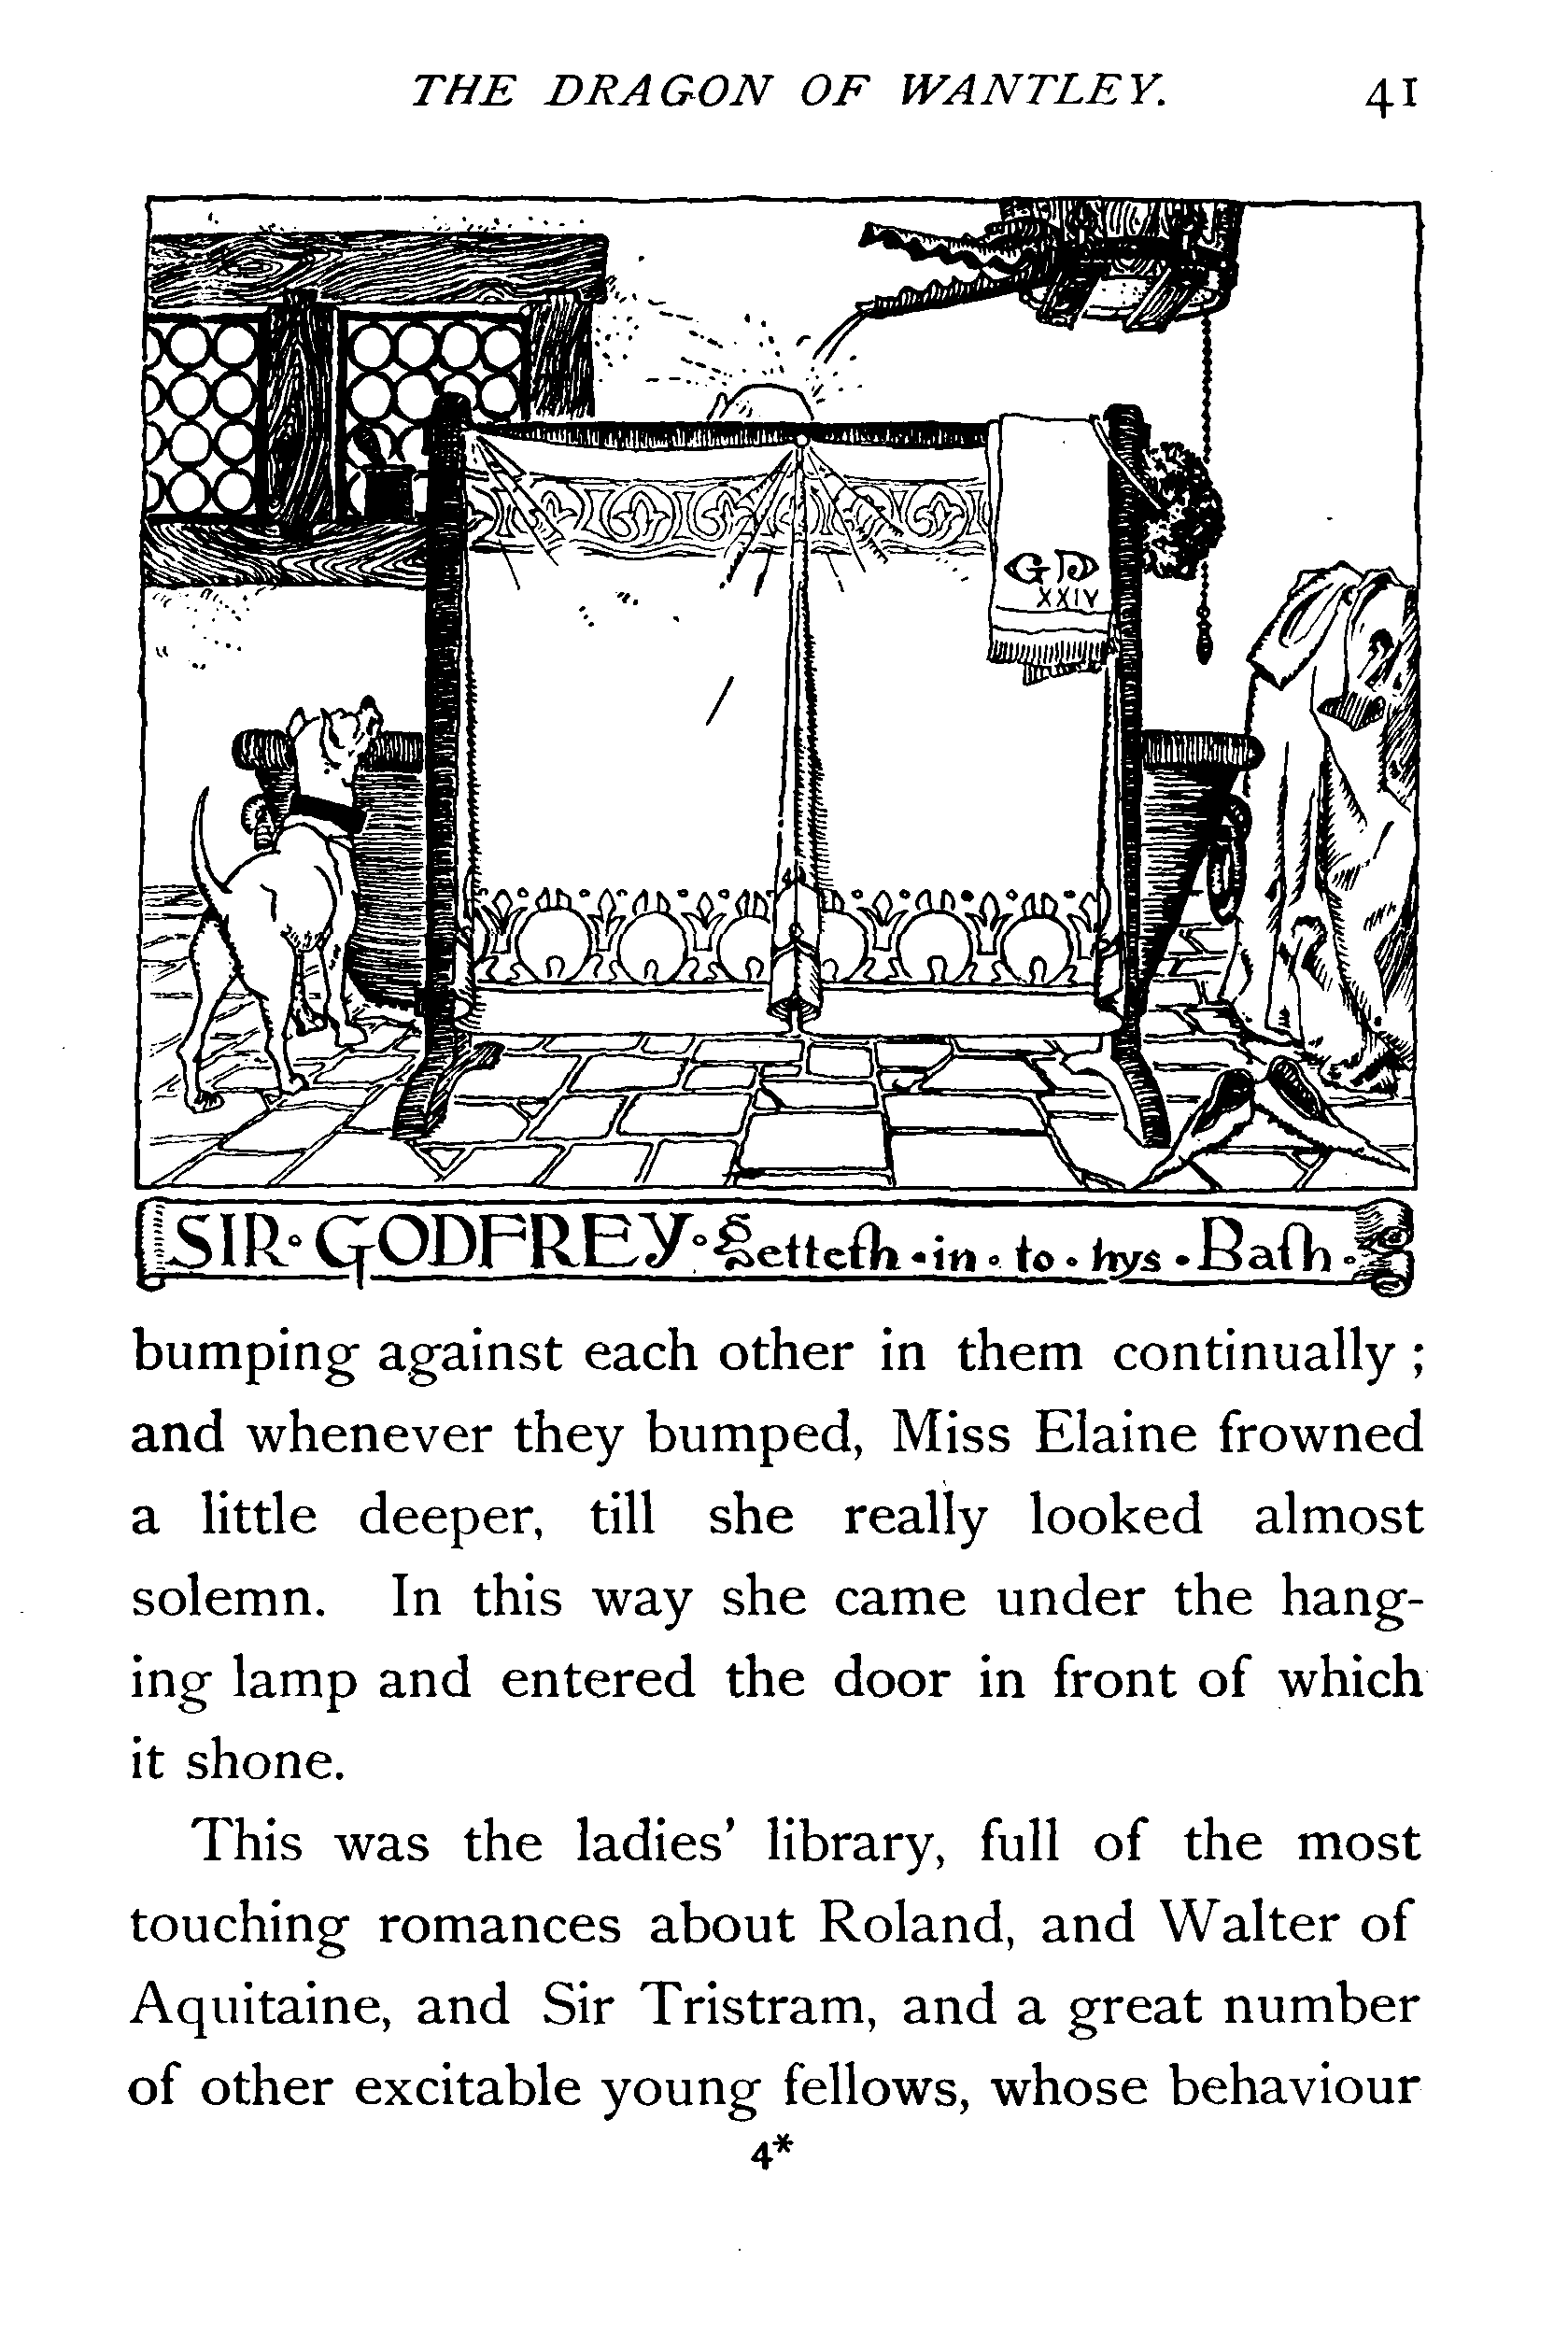 THE DRAGON OF WANTLEY. 41
GD
XXIV
SIR · GODFREY · Getteth · in · to · hys · Bath ·
bumping against each other in them continually ;
and whenever they bumped, Miss Elaine frowned
a little deeper, till she really looked almost
solemn. In this way she came under the hang-
ing lamp and entered the door in front of which
it shone.
This was the ladies’ library, full of the most
touching romances about Roland, and Walter of
Aquitaine, and Sir Tristram, and a great number
of other excitable young fellows, whose behaviour
4*